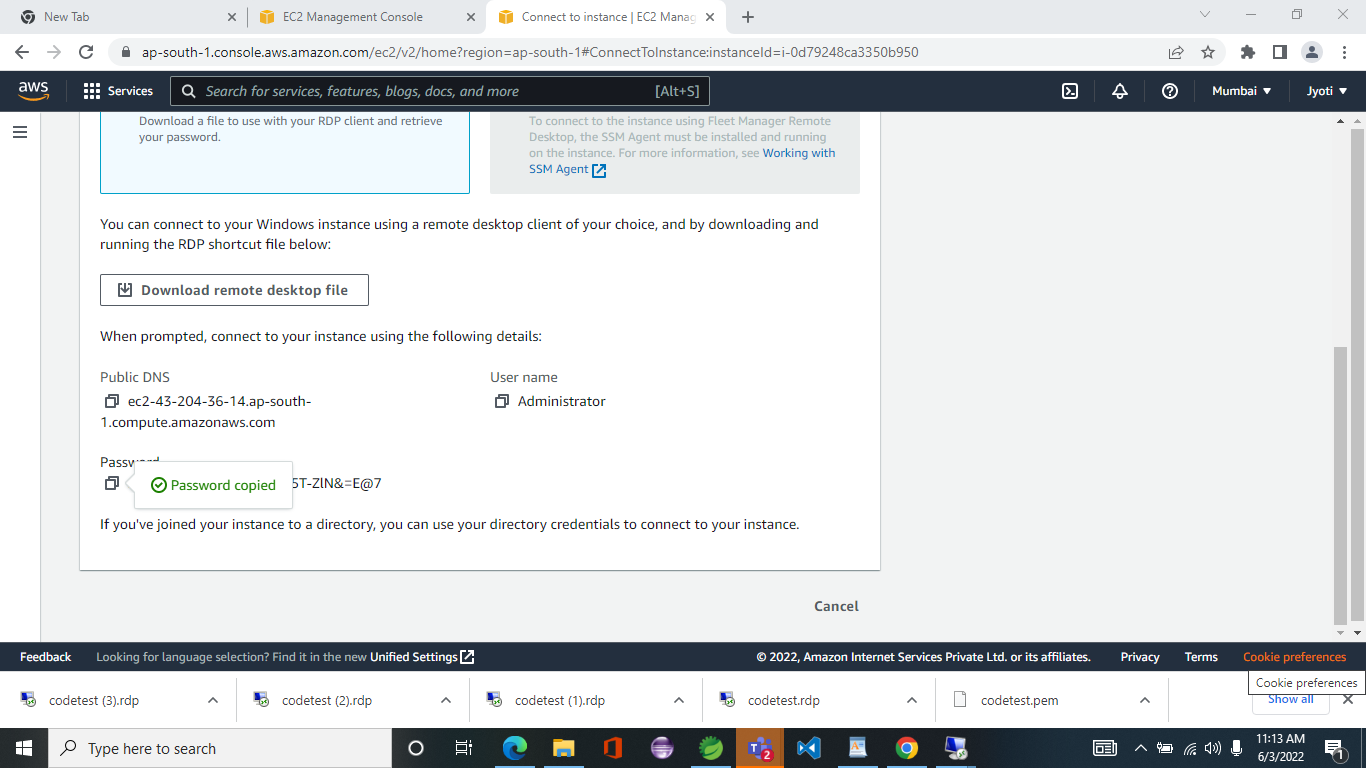 New Tab
EC2 Management Console
Connect to instance | EC2 Manag
ap-south-1.console.aws.amazon.com/ec2/v2/home?region=ap-south-1#ConnectToInstance:instanceId=i-0d79248ca3350b950
aws
Services
Search for services, features, blogs, docs, and more
[Alt+S]
Mumbai
Jyoti
Download a file to use with your RDP client and retrieve
your password.
To connect to the instance using Fleet Manager Remote
Desktop, the SSM Agent must be installed and running
on the instance. For more information, see Working with
SSM Agent
You can connect to your Windows instance using a remote desktop client of your choice, and by downloading and
running the RDP shortcut file below:
Download remote desktop file
When prompted, connect to your instance using the following details:
Public DNS
User name
ec2-43-204-36-14.ap-south-
1.compute.amazonaws.com
Administrator
Password
Password copied
5T-ZlN&=E@7
If you've joined your instance to a directory, you can use your directory credentials to connect to your instance.
Cancel
Feedback
Looking for language selection? Find it in the new Unified Settings
© 2022, Amazon Internet Services Private Ltd. or its affiliates.
Privacy
Terms
Cookie preferences
Cookie preferences
codetest (3).rdp
codetest (2).rdp
codetest (1).rdp
codetest.rdp
codetest.pem
Show all
Type here to search
2
11:13 AM
6/3/2022
1